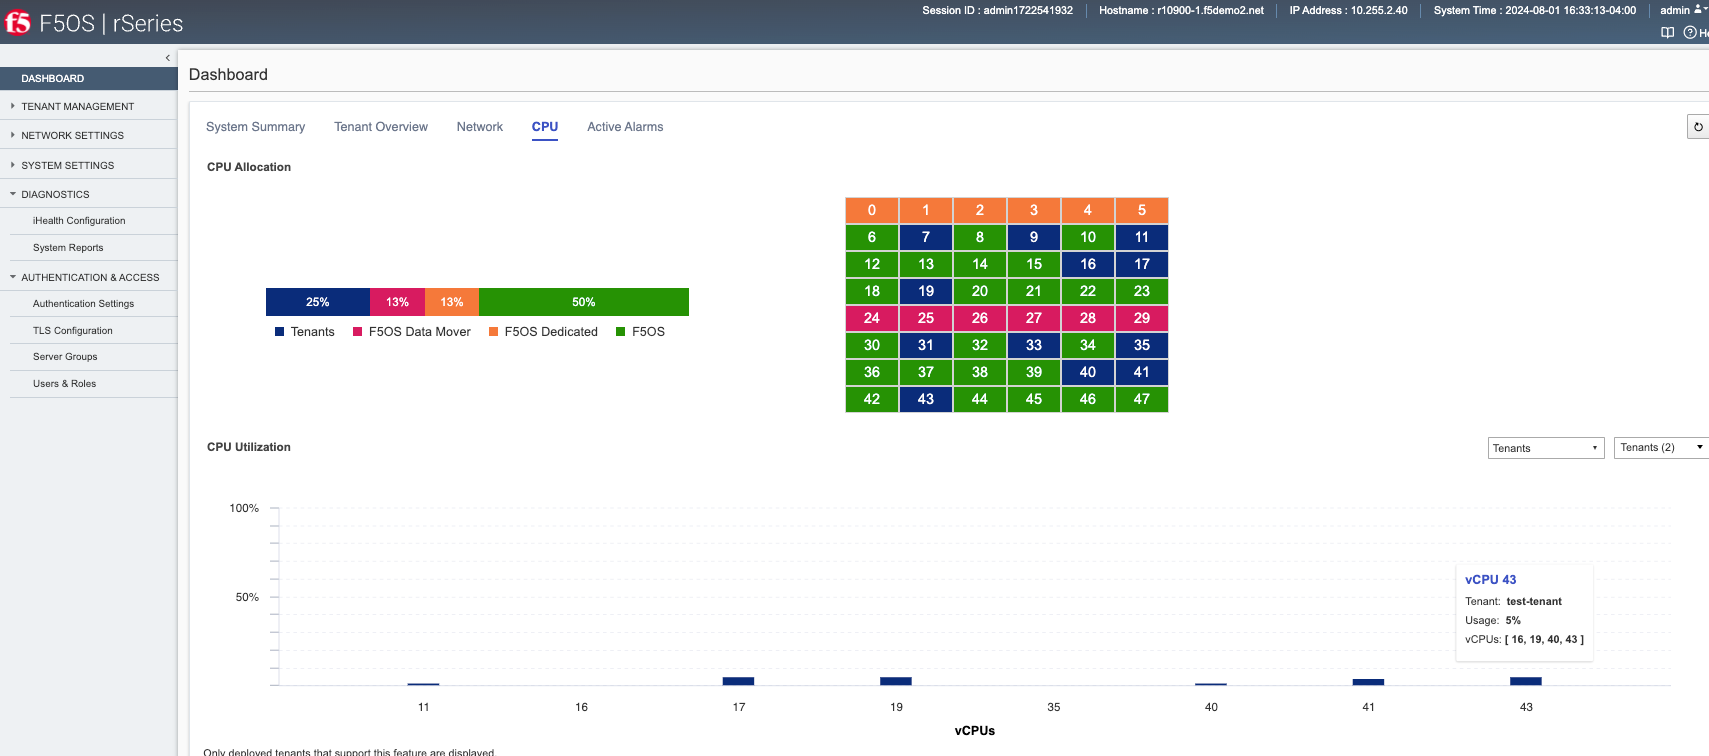 Session ID : admin1722541932 Hostname : r10900-1.f5demo2.net IP Address : 10.255.2.40 System Time : 2024-08-01 16:33:13-04:00 admin
f5 F5OS | rSeries
DASHBOARD
TENANT MANAGEMENT
NETWORK SETTINGS
SYSTEM SETTINGS
DIAGNOSTICS
iHealth Configuration
System Reports
AUTHENTICATION & ACCESS
Authentication Settings
TLS Configuration
Server Groups
Users & Roles
Dashboard
System Summary Tenant Overview Network CPU Active Alarms
CPU Allocation
25% 13% 13% 50%
Tenants F5OS Data Mover F5OS Dedicated F5OS
0 1 2 3 4 5
6 7 8 9 10 11
12 13 14 15 16 17
18 19 20 21 22 23
24 25 26 27 28 29
30 31 32 33 34 35
36 37 38 39 40 41
42 43 44 45 46 47
CPU Utilization
Tenants Tenants (2)
100%
50%
vCPU 43
Tenant: test-tenant
Usage: 5%
vCPUs: [ 16, 19, 40, 43 ]
11 16 17 19 35 40 41 43
vCPUs
Only deployed tenants that support this feature are displayed.